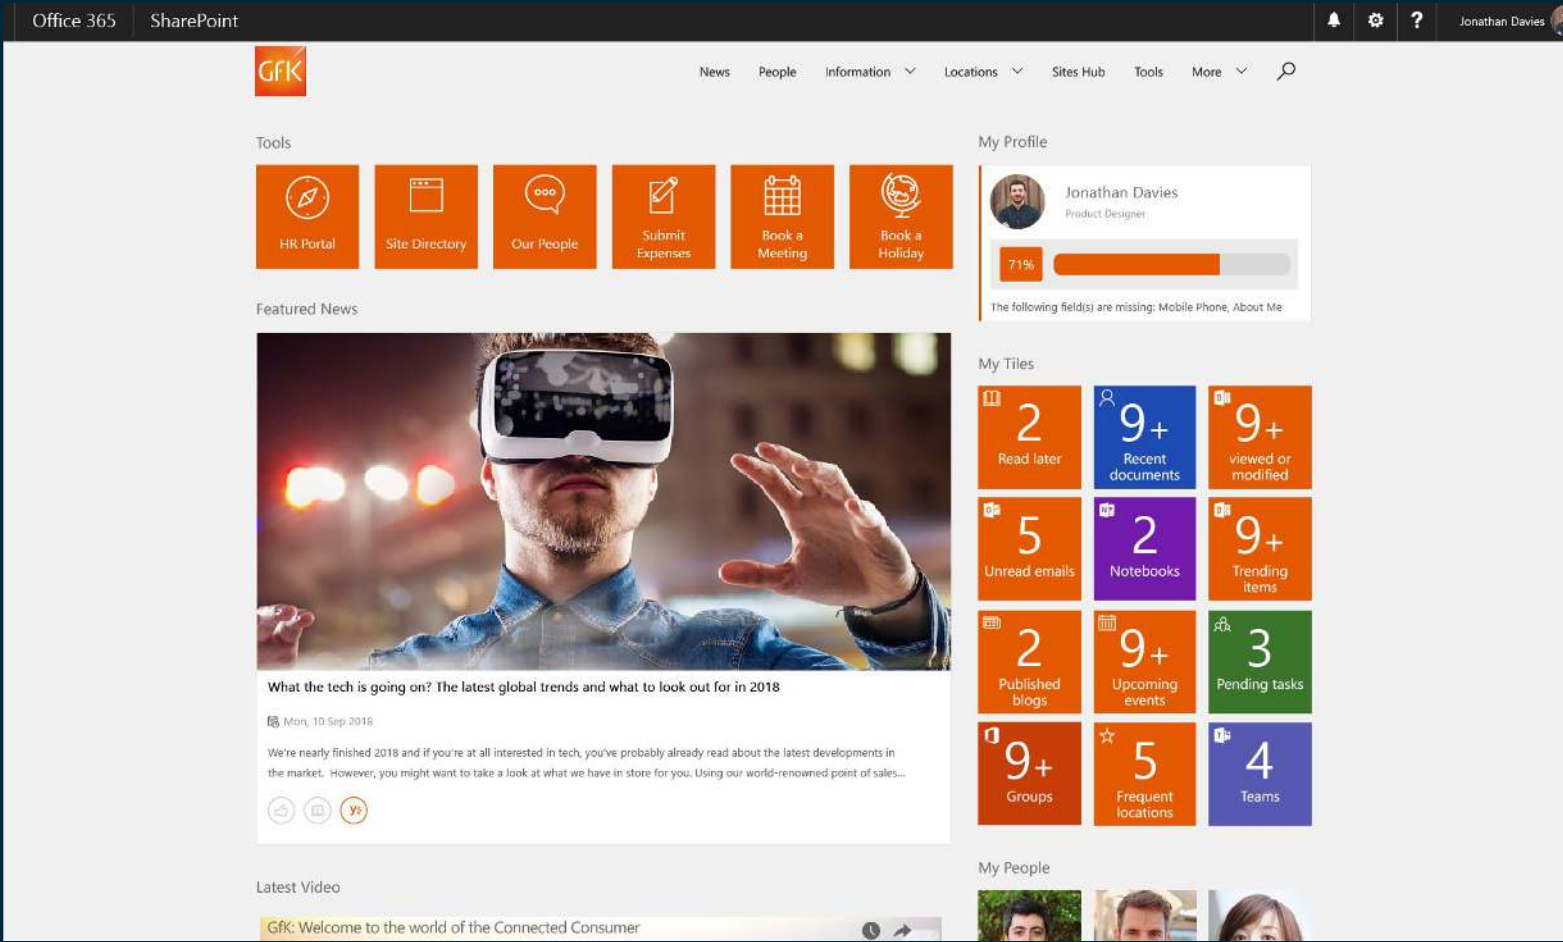 Office 365
SharePoint
Jonathan Davies
GfK
News
People
Information
Locations
Sites Hub
Tools
More
Tools
HR Portal
Site Directory
Our People
Submit
Expenses
Book a
Meeting
Book a
Holiday
My Profile
Jonathan Davies
Product Designer
71%
The following field(s) are missing: Mobile Phone, About Me
Featured News
What the tech is going on? The latest global trends and what to look out for in 2018
Mon, 10 Sep 2018
We're nearly finished 2018 and if you're at all interested in tech, you've probably already read about the latest developments in
the market. However, you might want to take a look at what we have in store for you. Using our world-renowned point of sales...
My Tiles
2
Read later
9+
Recent
documents
9+
viewed or
modified
5
Unread emails
2
Notebooks
9+
Trending
items
2
Published
blogs
9+
Upcoming
events
3
Pending tasks
9+
Groups
5
Frequent
locations
4
Teams
Latest Video
GfK: Welcome to the world of the Connected Consumer
My People